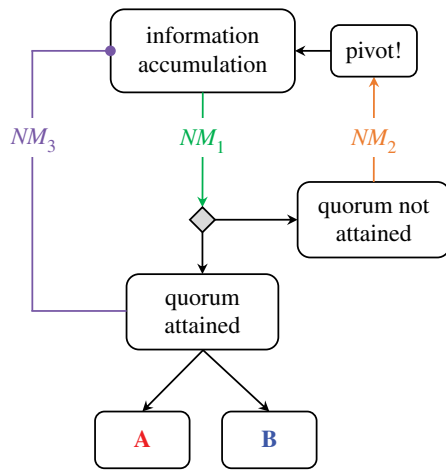 information
accumulation
pivot!
NM₃
NM₁
NM₂
quorum not
attained
quorum
attained
A
B